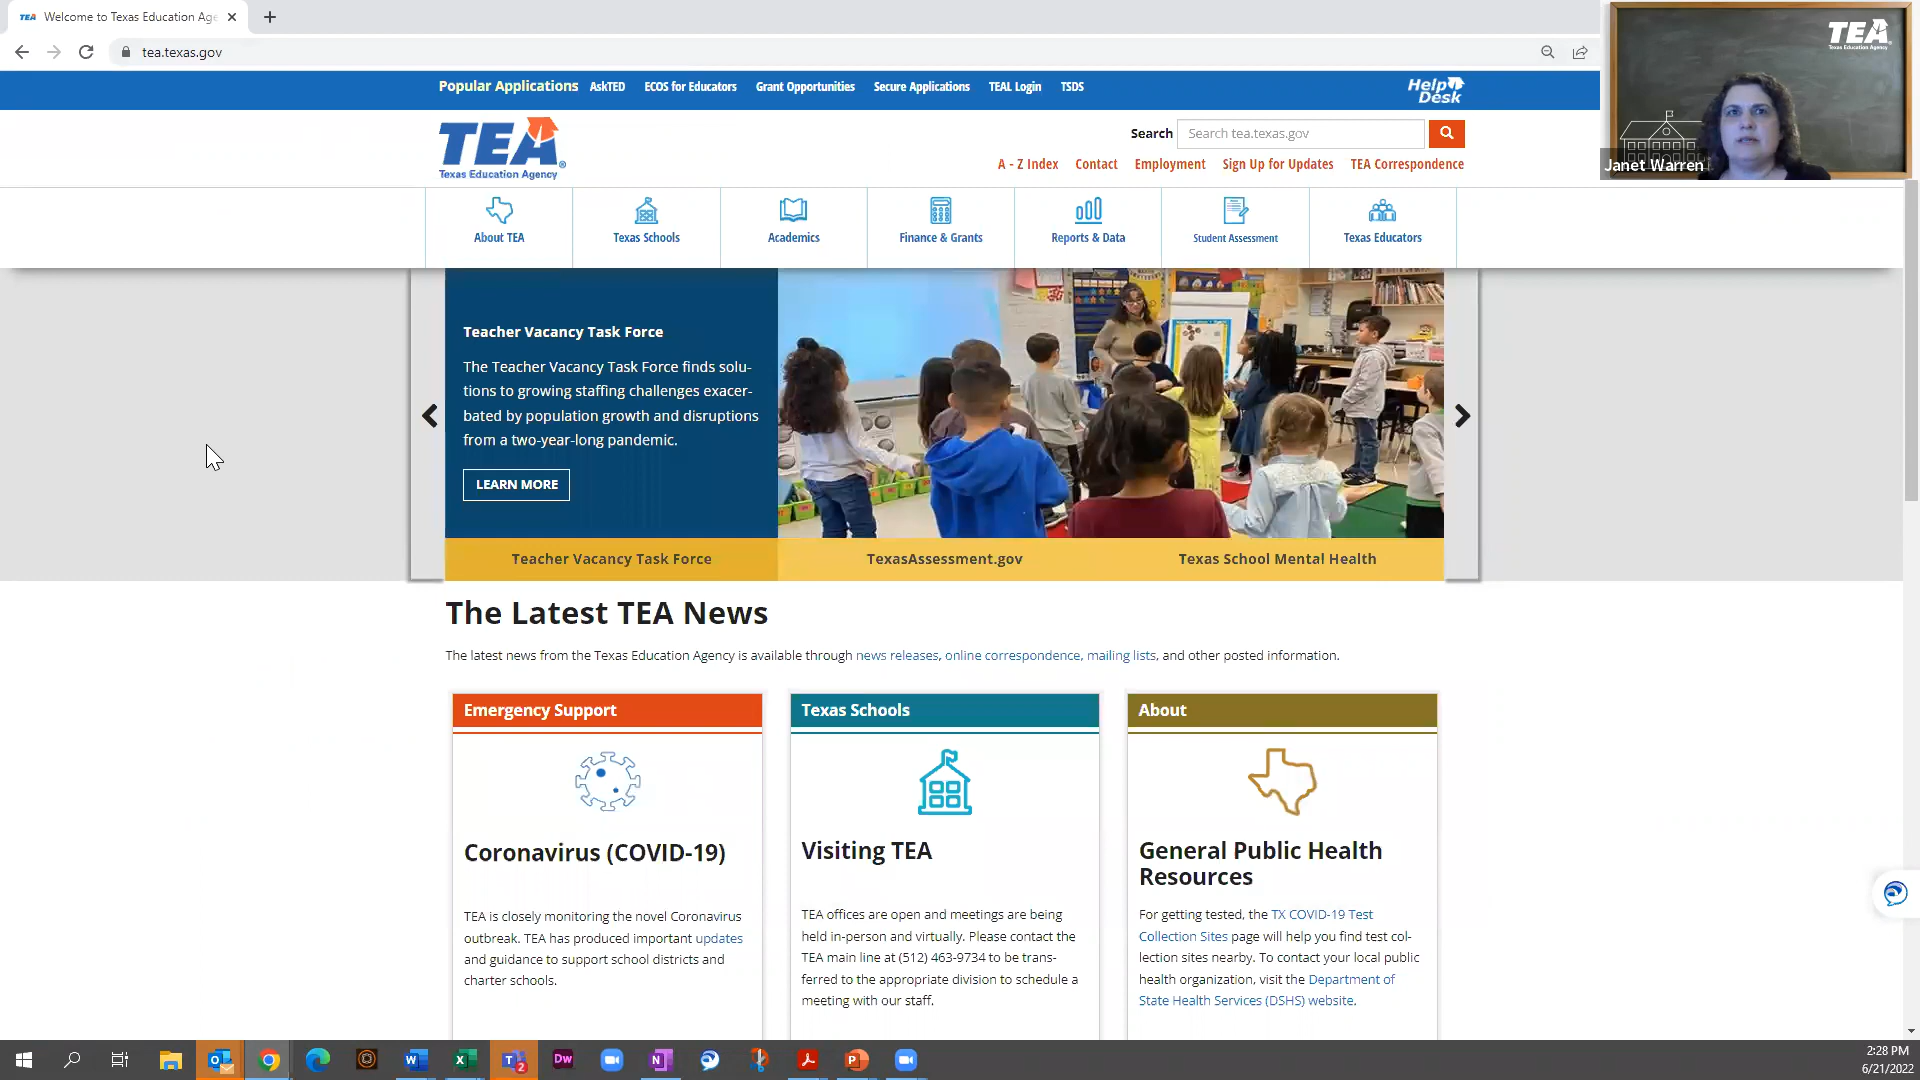 TEA Welcome to Texas Education Age
tea.texas.gov
TEA
Texas Education Agency
Janet Warren
Popular Applications AskTED ECOS for Educators Grant Opportunities Secure Applications TEAL Login TSDS
Help Desk
TEA
Texas Education Agency
Search Search tea.texas.gov
A - Z Index Contact Employment Sign Up for Updates TEA Correspondence
About TEA Texas Schools Academics Finance & Grants Reports & Data Student Assessment Texas Educators
Teacher Vacancy Task Force
The Teacher Vacancy Task Force finds solu-
tions to growing staffing challenges exacer-
bated by population growth and disruptions
from a two-year-long pandemic.
LEARN MORE
Teacher Vacancy Task Force TexasAssessment.gov Texas School Mental Health
The Latest TEA News
The latest news from the Texas Education Agency is available through news releases, online correspondence, mailing lists, and other posted information.
Emergency Support
Coronavirus (COVID-19)
TEA is closely monitoring the novel Coronavirus
outbreak. TEA has produced important updates
and guidance to support school districts and
charter schools.
Texas Schools
Visiting TEA
TEA offices are open and meetings are being
held in-person and virtually. Please contact the
TEA main line at (512) 463-9734 to be trans-
ferred to the appropriate division to schedule a
meeting with our staff.
About
General Public Health
Resources
For getting tested, the TX COVID-19 Test
Collection Sites page will help you find test col-
lection sites nearby. To contact your local public
health organization, visit the Department of
State Health Services (DSHS) website.
Dw
2
2:28 PM
6/21/2022